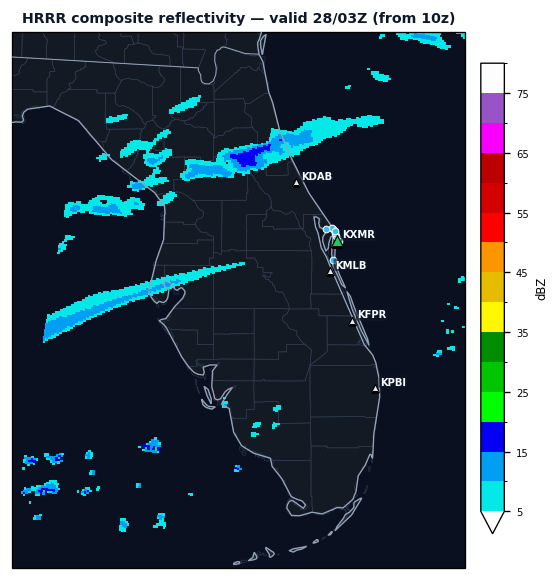 HRRR composite reflectivity — valid 28/03Z (from 10z)
KDAB
KXMR
KMLB
KFPR
KPBI
75
65
55
45
35
25
15
5
dBZ